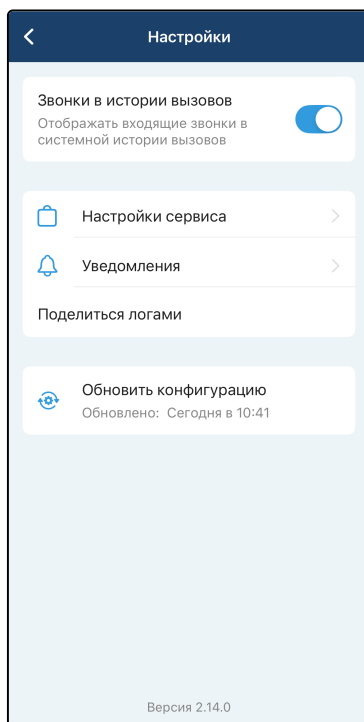 Настройки
Звонки в истории вызовов
Отображать входящие звонки в
системной истории вызовов
Настройки сервиса
Уведомления
Поделиться логами
Обновить конфигурацию
Обновлено: Сегодня в 10:41
Версия 2.14.0